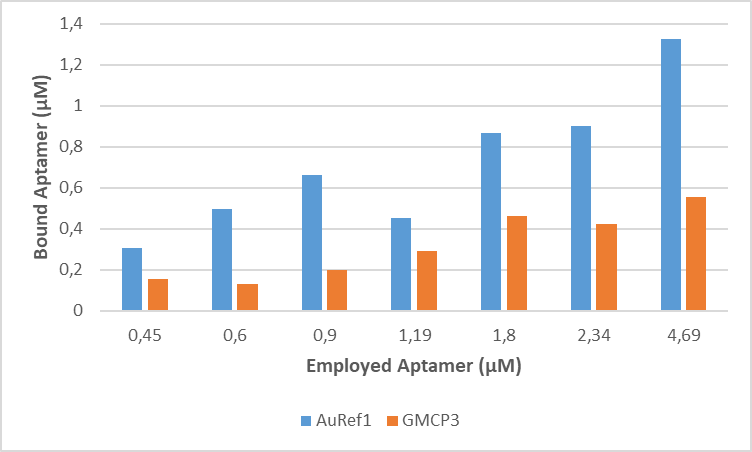 1,4
1,2
1
0,8
0,6
0,4
0,2
0
Bound Aptamer (µM)
0,45 0,6 0,9 1,19 1,8 2,34 4,69
Employed Aptamer (µM)
AuRef1 GMCP3